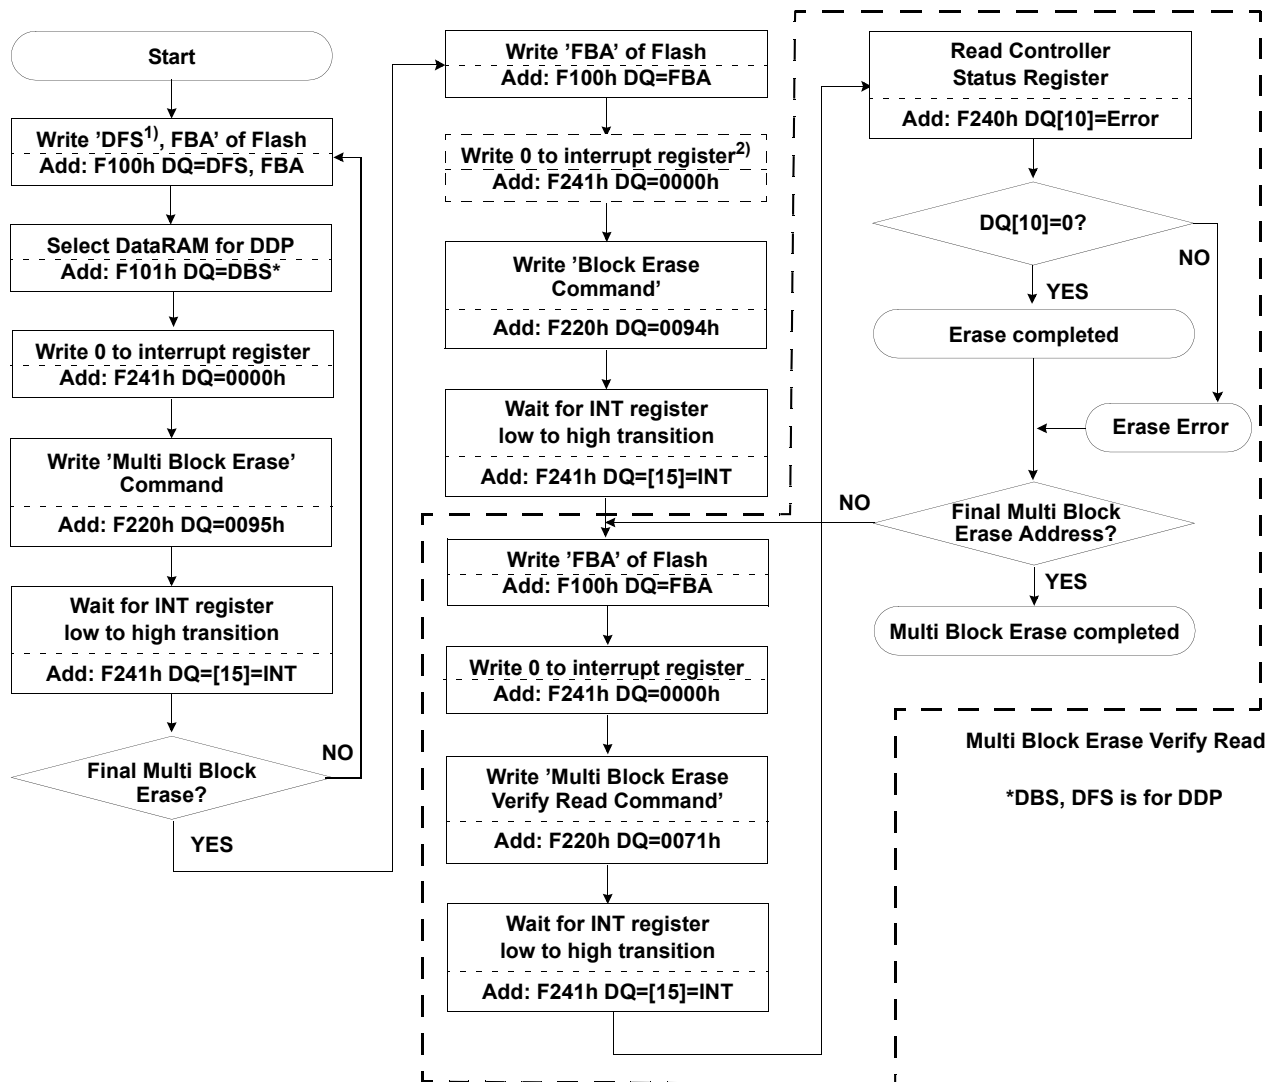 Start
Write ’DFS1), FBA’ of Flash
Add: F100h DQ=DFS, FBA
Select DataRAM for DDP
Add: F101h DQ=DBS*
Write 0 to interrupt register
Add: F241h DQ=0000h
Write ’Multi Block Erase’
Command
Add: F220h DQ=0095h
Wait for INT register
low to high transition
Add: F241h DQ=[15]=INT
Final Multi Block
Erase?
NO
YES
Write ’FBA’ of Flash
Add: F100h DQ=FBA
Write 0 to interrupt register2)
Add: F241h DQ=0000h
Write ’Block Erase
Command’
Add: F220h DQ=0094h
Wait for INT register
low to high transition
Add: F241h DQ=[15]=INT
Write ’FBA’ of Flash
Add: F100h DQ=FBA
Write 0 to interrupt register
Add: F241h DQ=0000h
Write ’Multi Block Erase
Verify Read Command’
Add: F220h DQ=0071h
Wait for INT register
low to high transition
Add: F241h DQ=[15]=INT
Read Controller
Status Register
Add: F240h DQ[10]=Error
DQ[10]=0?
NO
YES
Erase completed
Erase Error
Final Multi Block
Erase Address?
NO
YES
Multi Block Erase completed
Multi Block Erase Verify Read
*DBS, DFS is for DDP